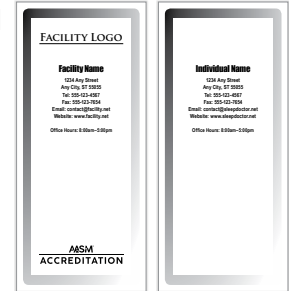 FACILITY LOGO
Facility Name
1234 Any Street
Any City, ST 55055
Tel: 555-123-4567
Fax: 555-123-7654
Email: contact@facility.net
Website: www.facility.net
Office Hours: 8:00am–5:00pm
AASM
ACCREDITATION
Individual Name
1234 Any Street
Any City, ST 55055
Tel: 555-123-4567
Fax: 555-123-7654
Email: contact@sleepdoctor.net
Website: www.sleepdoctor.net
Office Hours: 8:00am–5:00pm